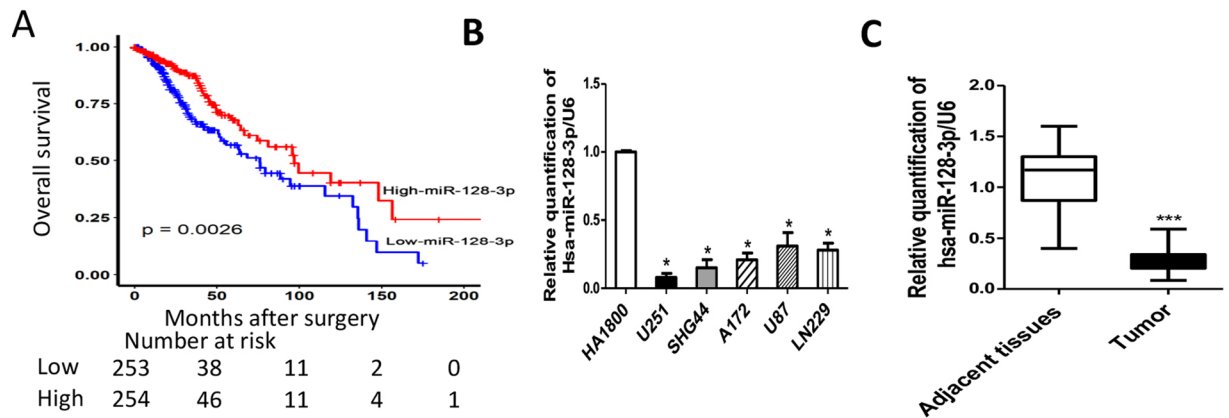 A
Overall survival
1.00
0.75
0.50
0.25
0.00
High-miR-128-3p
Low-miR-128-3p
p = 0.0026
0 50 100 150 200
Months after surgery
Number at risk
Low 253 38 11 2 0
High 254 46 11 4 1
B
Relative quantification of
Hsa-miR-128-3p/U6
1.5
1.0
0.5
0.0
* * * * *
HA1800 U251 SHG44 A172 U87 LN229
C
Relative quantification of
hsa-miR-128-3p/U6
2.0
1.5
1.0
0.5
0.0
***
Adjacent tissues Tumor